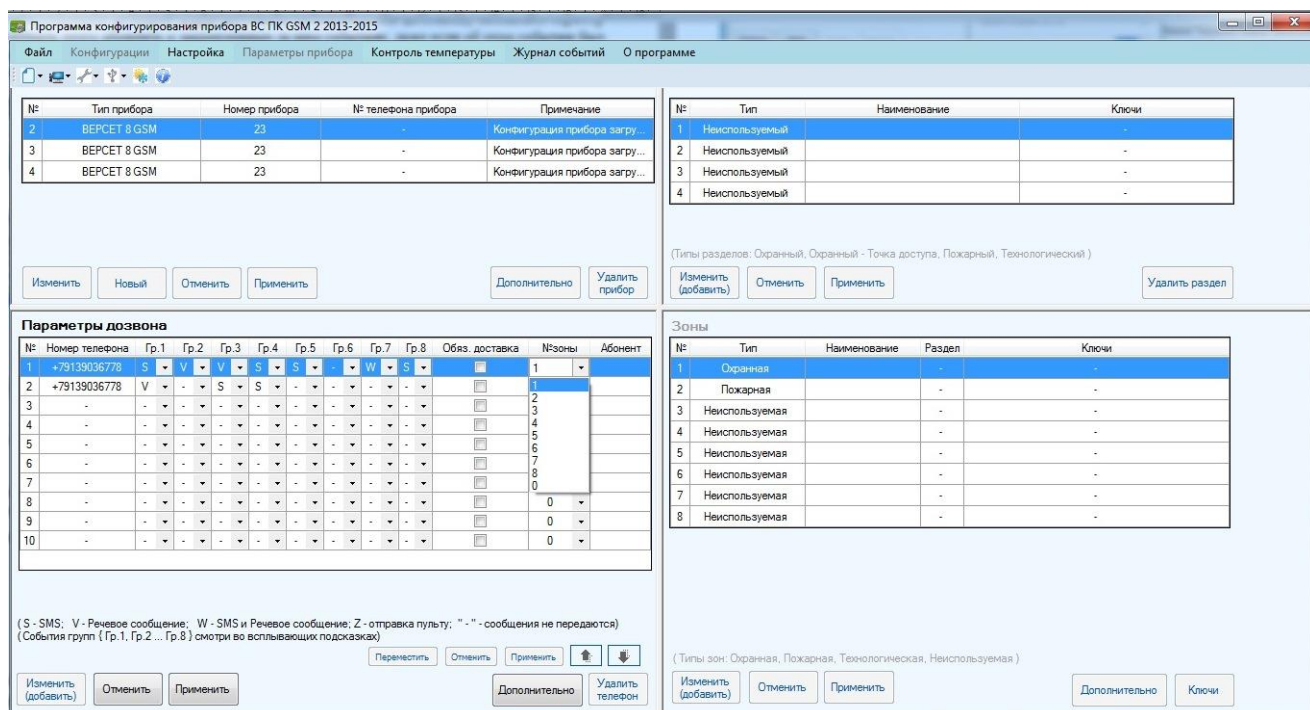 Программа конфигурирования прибора ВС ПК GSM 2 2013-2015
Файл Конфигурации Настройка Параметры прибора Контроль температуры Журнал событий О программе
№ Тип прибора Номер прибора № телефона прибора Примечание
2 ВЕРСЕТ 8 GSM 23 - Конфигурация прибора загру...
3 ВЕРСЕТ 8 GSM 23 - Конфигурация прибора загру...
4 ВЕРСЕТ 8 GSM 23 - Конфигурация прибора загру...
Изменить Новый Отменить Применить Дополнительно Удалить прибор
№ Тип Наименование Ключи
1 Неиспользуемый -
2 Неиспользуемый -
3 Неиспользуемый -
4 Неиспользуемый -
(Типы разделов: Охранный, Охранный - Точка доступа, Пожарный, Технологический )
Изменить (добавить) Отменить Применить Удалить раздел
Параметры дозвона
№ Номер телефона Гр.1 Гр.2 Гр.3 Гр.4 Гр.5 Гр.6 Гр.7 Гр.8 Обяз. доставка №зоны Абонент
1 +79139036778 S V V S S - W S 1
2 +79139036778 V - S S - - - -
3 - - - - - - - - -
4 - - - - - - - - -
5 - - - - - - - - -
6 - - - - - - - - -
7 - - - - - - - - -
8 - - - - - - - - - 0
9 - - - - - - - - - 0
10 - - - - - - - - - 0
1
2
3
4
5
6
7
8
0
( S - SMS; V - Речевое сообщение; W - SMS и Речевое сообщение; Z - отправка пульту; " - " - сообщения не передаются)
(События групп { Гр.1, Гр.2 ... Гр.8 } смотри во всплывающих подсказках)
Переместить Отменить Применить
Изменить (добавить) Отменить Применить Дополнительно Удалить телефон
Зоны
№ Тип Наименование Раздел Ключи
1 Охранная - -
2 Пожарная - -
3 Неиспользуемая - -
4 Неиспользуемая - -
5 Неиспользуемая - -
6 Неиспользуемая - -
7 Неиспользуемая - -
8 Неиспользуемая - -
( Типы зон: Охранная, Пожарная, Технологическая, Неиспользуемая )
Изменить (добавить) Отменить Применить Дополнительно Ключи